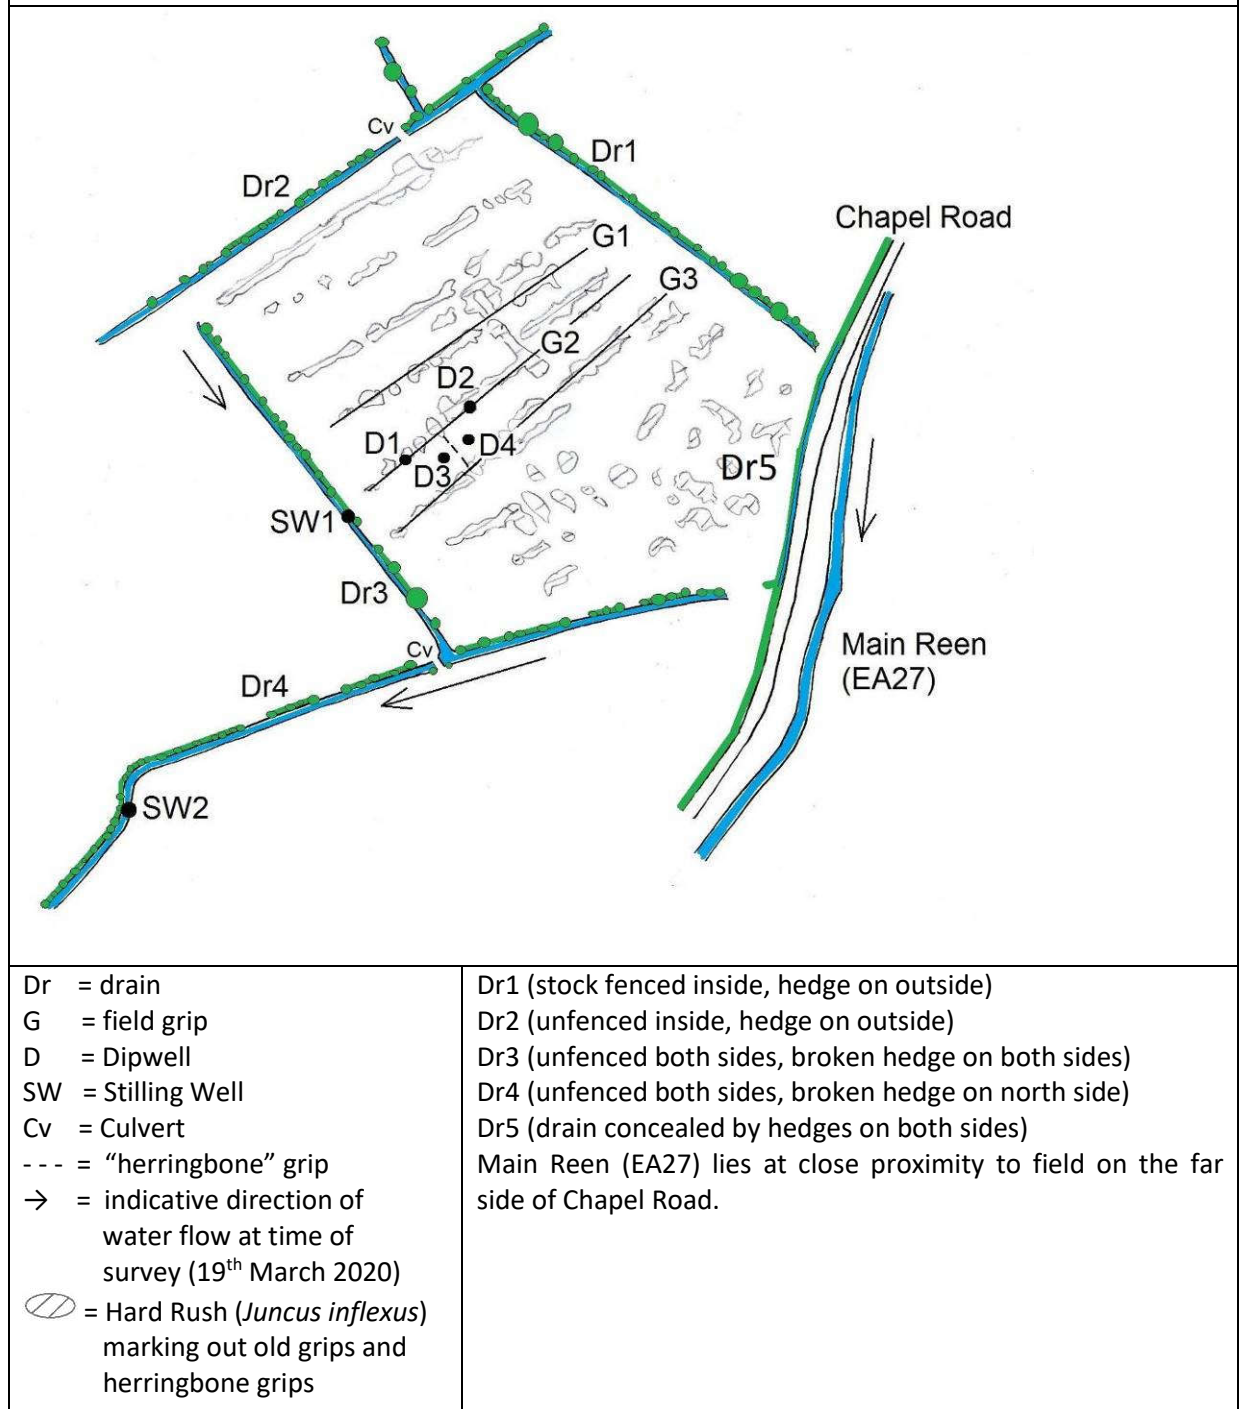 Cv
Dr1
Dr2
Chapel Road
G1
G3
G2
D2
D1
D4
D3
Dr5
SW1
Dr3
Cv
Main Reen
(EA27)
Dr4
SW2
Dr = drain
G = field grip
D = Dipwell
SW = Stilling Well
Cv = Culvert
- - - = “herringbone” grip
→ = indicative direction of
water flow at time of
survey (19th March 2020)
= Hard Rush (Juncus inflexus)
marking out old grips and
herringbone grips
Dr1 (stock fenced inside, hedge on outside)
Dr2 (unfenced inside, hedge on outside)
Dr3 (unfenced both sides, broken hedge on both sides)
Dr4 (unfenced both sides, broken hedge on north side)
Dr5 (drain concealed by hedges on both sides)
Main Reen (EA27) lies at close proximity to field on the far
side of Chapel Road.